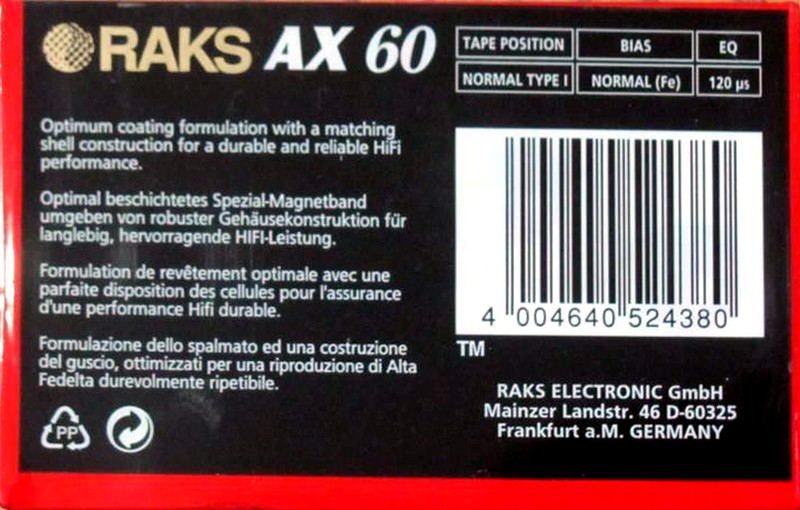 RAKS AX 60
TAPE POSITION BIAS EQ
NORMAL TYPE I NORMAL (Fe) 120 µs
Optimum coating formulation with a matching
shell construction for a durable and reliable HiFi
performance.
Optimal beschichtetes Spezial-Magnetband
umgeben von robuster Gehäusekonstruktion für
langlebig, hervorragende HIFI-Leistung.
Formulation de revêtement optimale avec une
parfaite disposition des cellules pour l'assurance
d'une performance Hifi durable.
Formulazione dello spalmato ed una costruzione
del guscio, ottimizzati per una riproduzione di Alta
Fedelta durevolmente ripetibile.
PP
4 004640 524380
TM
RAKS ELECTRONIC GmbH
Mainzer Landstr. 46 D-60325
Frankfurt a.M. GERMANY